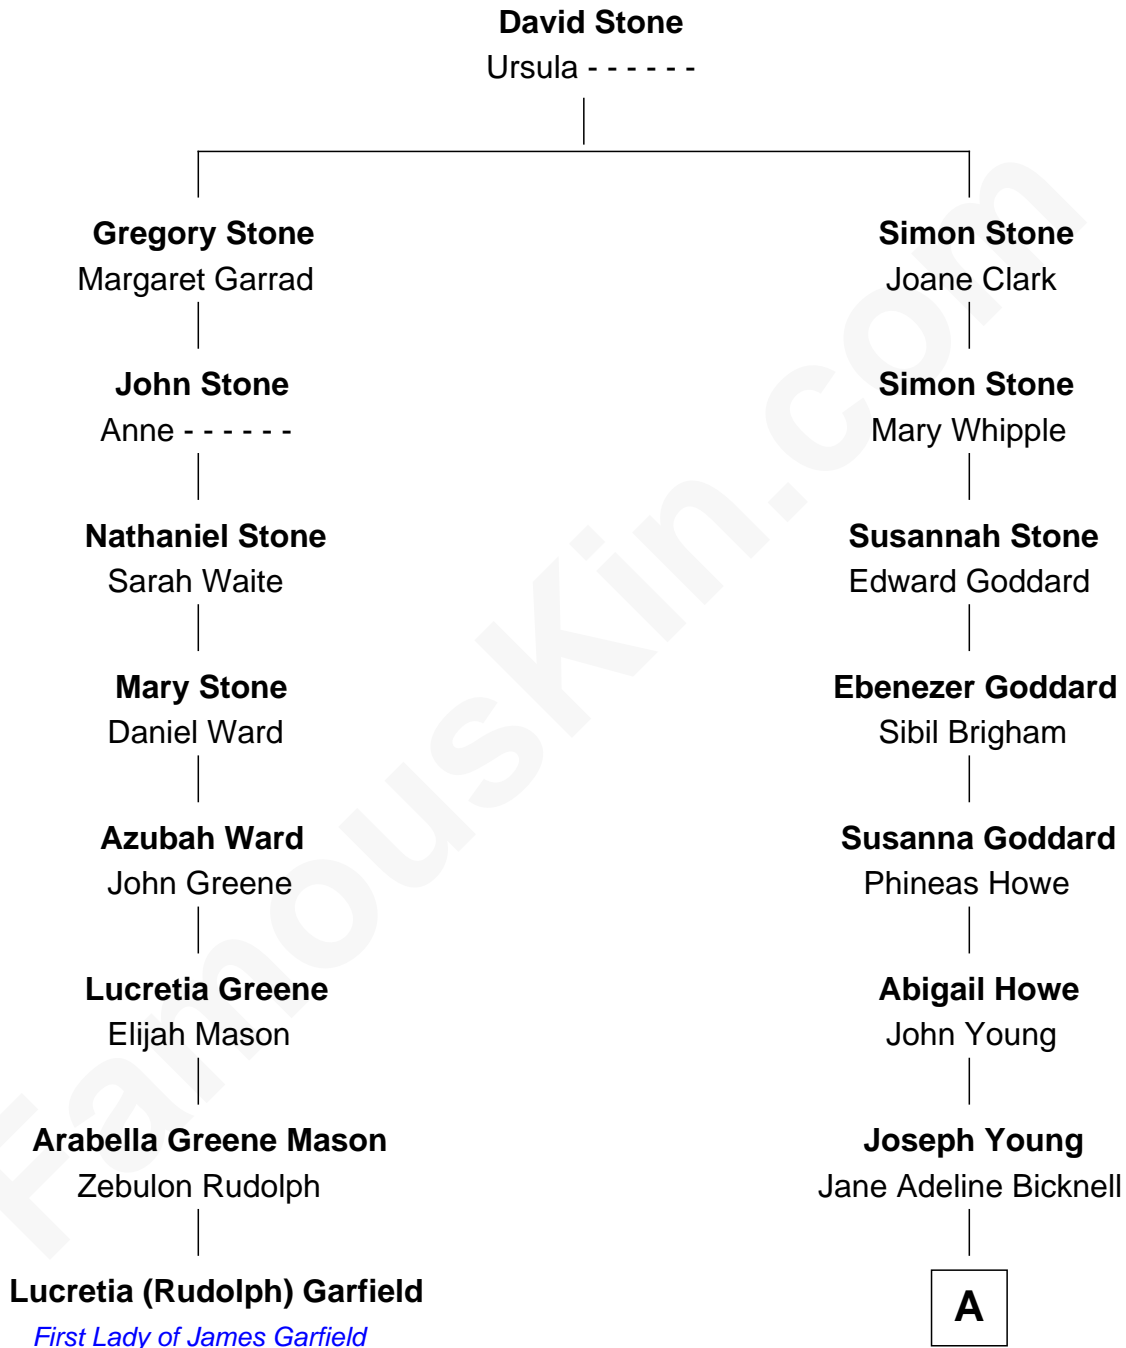 David Stone
Ursula - - - - - -
Gregory Stone
Margaret Garrad
Simon Stone
Joane Clark
John Stone
Anne - - - - - -
Simon Stone
Mary Whipple
Nathaniel Stone
Sarah Waite
Susannah Stone
Edward Goddard
Mary Stone
Daniel Ward
Ebenezer Goddard
Sibil Brigham
Azubah Ward
John Greene
Susanna Goddard
Phineas Howe
Lucretia Greene
Elijah Mason
Abigail Howe
John Young
Arabella Greene Mason
Zebulon Rudolph
Joseph Young
Jane Adeline Bicknell
Lucretia (Rudolph) Garfield
First Lady of James Garfield
A
FamousKin.com